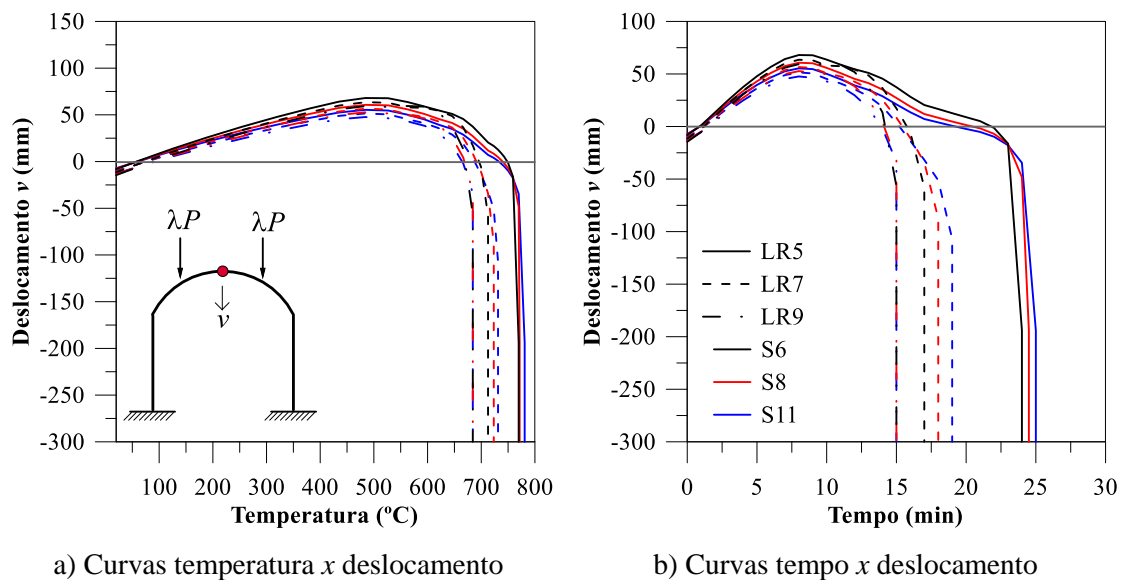 150
100
50
0
-50
-100
-150
-200
-250
-300
Deslocamento v (mm)
λP λP
v
100 200 300 400 500 600 700 800
Temperatura (ºC)
a) Curvas temperatura x deslocamento
100
50
0
-50
-100
-150
-200
-250
-300
Deslocamento v (mm)
LR5
LR7
LR9
S6
S8
S11
0 5 10 15 20 25 30
Tempo (min)
b) Curvas tempo x deslocamento